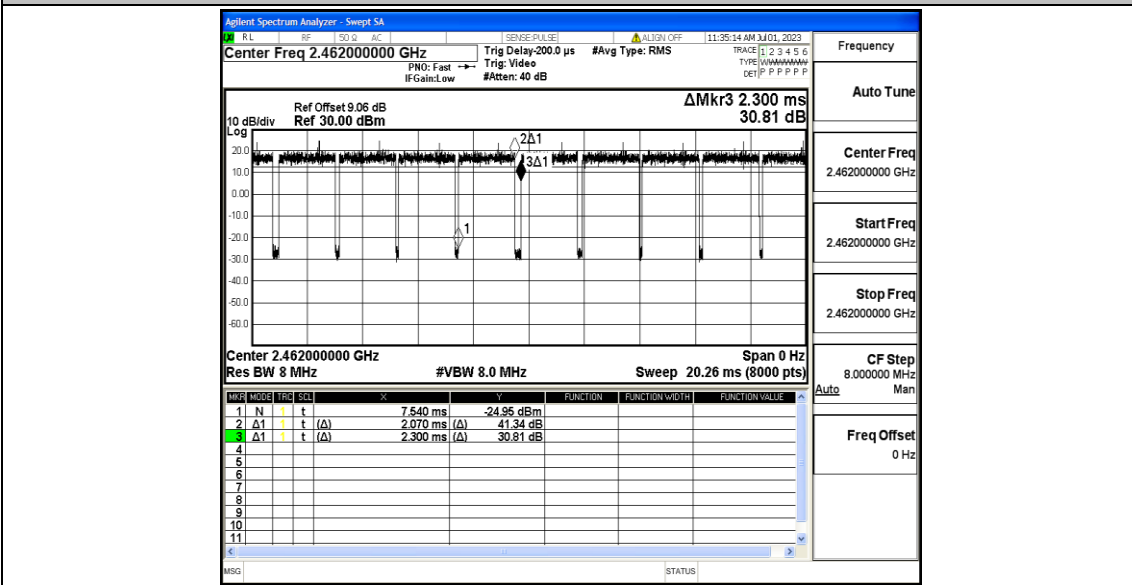 Agilent Spectrum Analyzer - Swept SA
RL RF 50 Ω AC SENSE:PULSE ALIGN OFF 11:35:14 AM Jul 01, 2023
Center Freq 2.462000000 GHz
PNO: Fast
IFGain:Low
Trig Delay-200.0 µs
Trig: Video
#Atten: 40 dB
#Avg Type: RMS
TRACE 1 2 3 4 5 6
TYPE
DET P P P P P P
ΔMkr3 2.300 ms
30.81 dB
Ref Offset 9.06 dB
10 dB/div Ref 30.00 dBm
Log
20.0
10.0
0.00
-10.0
-20.0
-30.0
-40.0
-50.0
-60.0
2Δ1
3Δ1
1
Center 2.462000000 GHz Span 0 Hz
Res BW 8 MHz #VBW 8.0 MHz Sweep 20.26 ms (8000 pts)
MKR MODE TRC SCL X Y FUNCTION FUNCTION WIDTH FUNCTION VALUE
1 N 1 t 7.540 ms -24.95 dBm
2 Δ1 1 t (Δ) 2.070 ms (Δ) 41.34 dB
3 Δ1 1 t (Δ) 2.300 ms (Δ) 30.81 dB
4
5
6
7
8
9
10
11
MSG STATUS
Frequency
Auto Tune
Center Freq
2.462000000 GHz
Start Freq
2.462000000 GHz
Stop Freq
2.462000000 GHz
CF Step
8.000000 MHz
Auto Man
Freq Offset
0 Hz